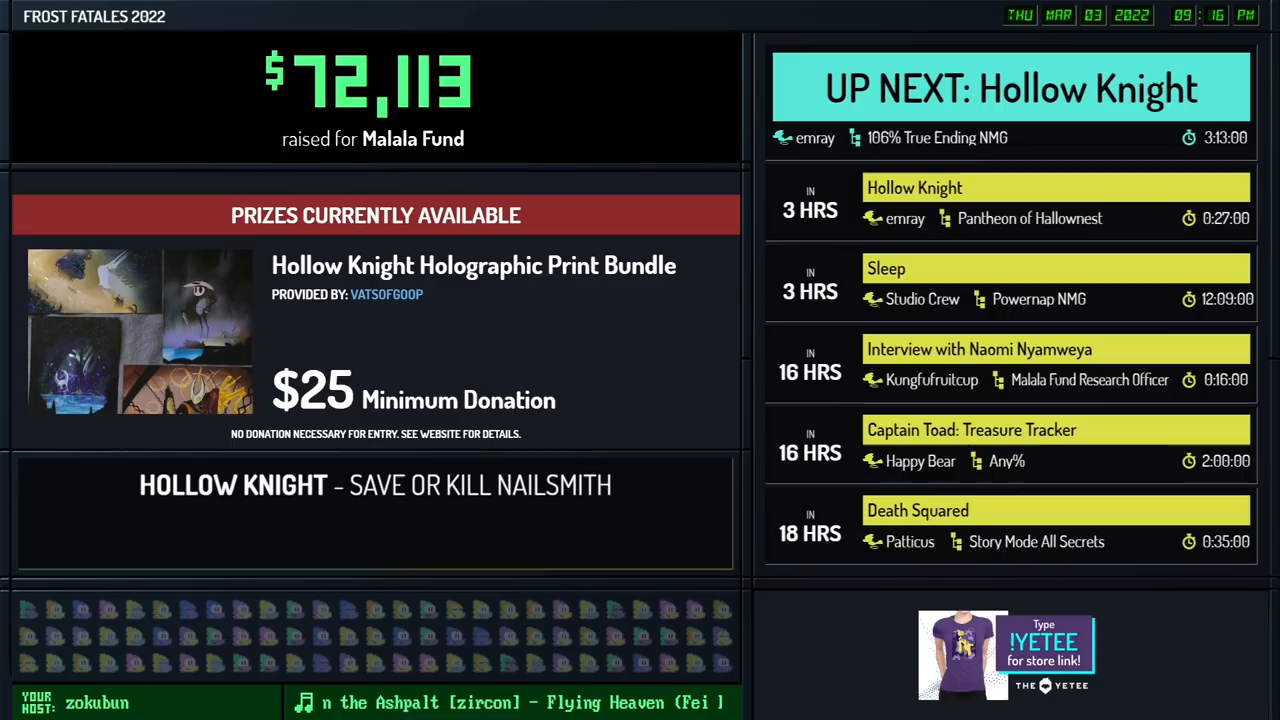 FROST FATALES 2022
THU MAR 03 2022 09:16 PM
$72,113
raised for Malala Fund
PRIZES CURRENTLY AVAILABLE
Hollow Knight Holographic Print Bundle
PROVIDED BY: VATSOFGOOP
$25 Minimum Donation
NO DONATION NECESSARY FOR ENTRY. SEE WEBSITE FOR DETAILS.
HOLLOW KNIGHT - SAVE OR KILL NAILSMITH
UP NEXT: Hollow Knight
emray 106% True Ending NMG 3:13:00
IN
3 HRS
Hollow Knight
emray Pantheon of Hallownest 0:27:00
IN
3 HRS
Sleep
Studio Crew Powernap NMG 12:09:00
IN
16 HRS
Interview with Naomi Nyamweya
Kungfufruitcup Malala Fund Research Officer 0:16:00
IN
16 HRS
Captain Toad: Treasure Tracker
Happy Bear Any% 2:00:00
IN
18 HRS
Death Squared
Patticus Story Mode All Secrets 0:35:00
Type
!YETEE
for store link!
THE YETEE
YOUR
HOST: zokubun
n the Ashpalt [zircon] - Flying Heaven (Fei ]